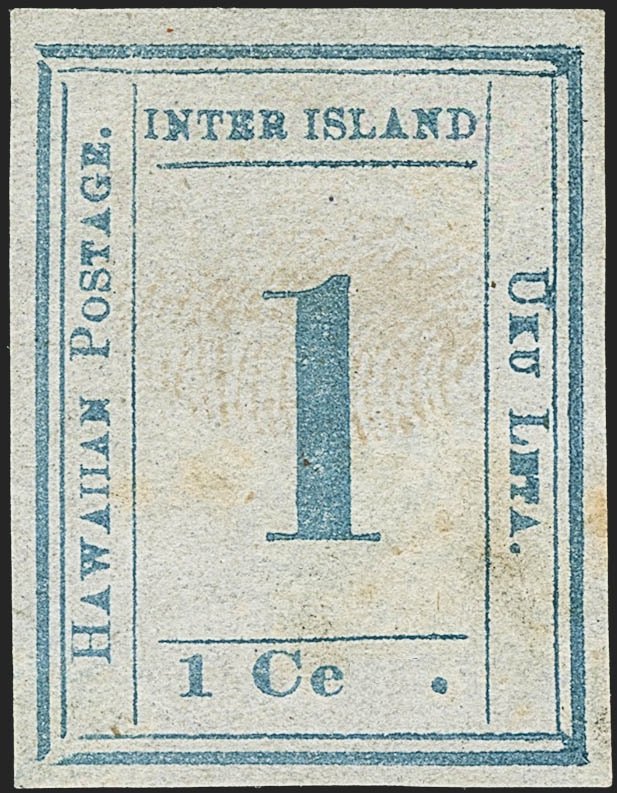 INTER ISLAND
HAWAIIAN POSTAGE.
1
UKU LETA.
1 Ce .